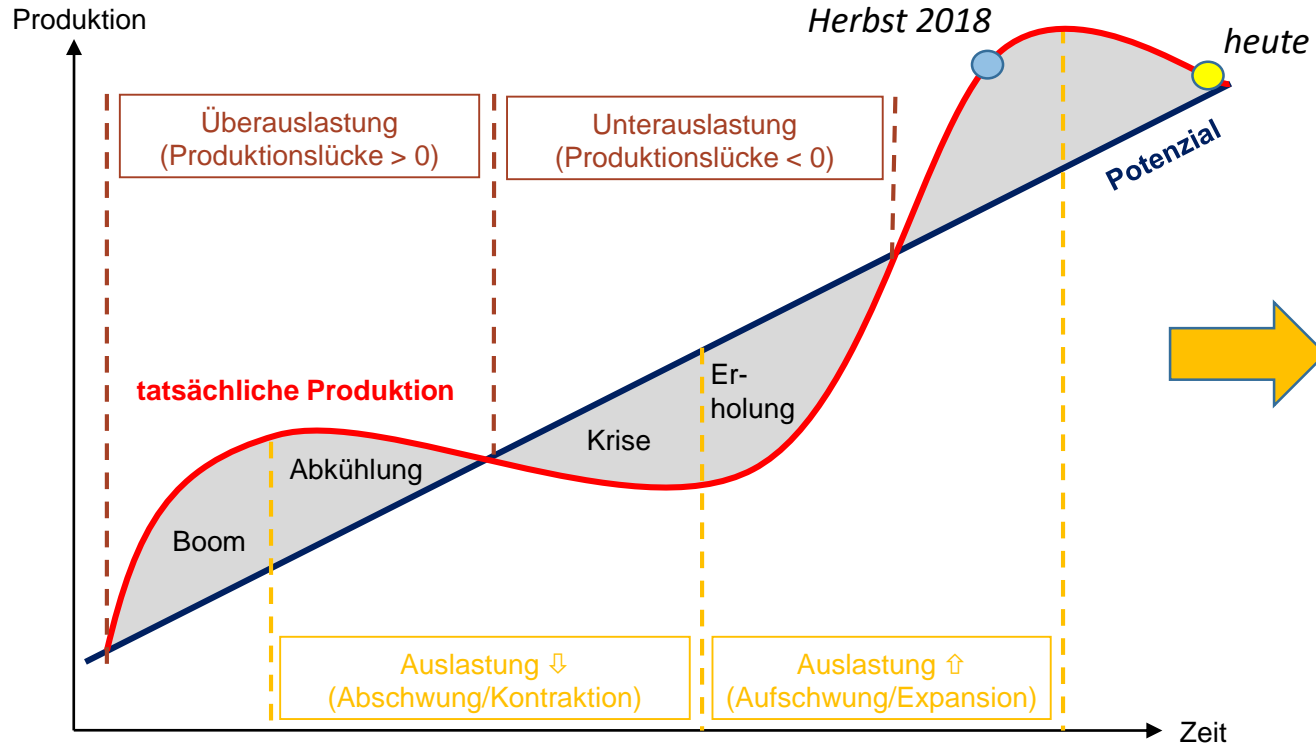 Produktion
Herbst 2018
heute
Überauslastung
(Produktionslücke > 0)
Unterauslastung
(Produktionslücke < 0)
Potenzial
tatsächliche Produktion
Er-
holung
Krise
Abkühlung
Boom
Auslastung ⇩
(Abschwung/Kontraktion)
Auslastung ⇧
(Aufschwung/Expansion)
Zeit